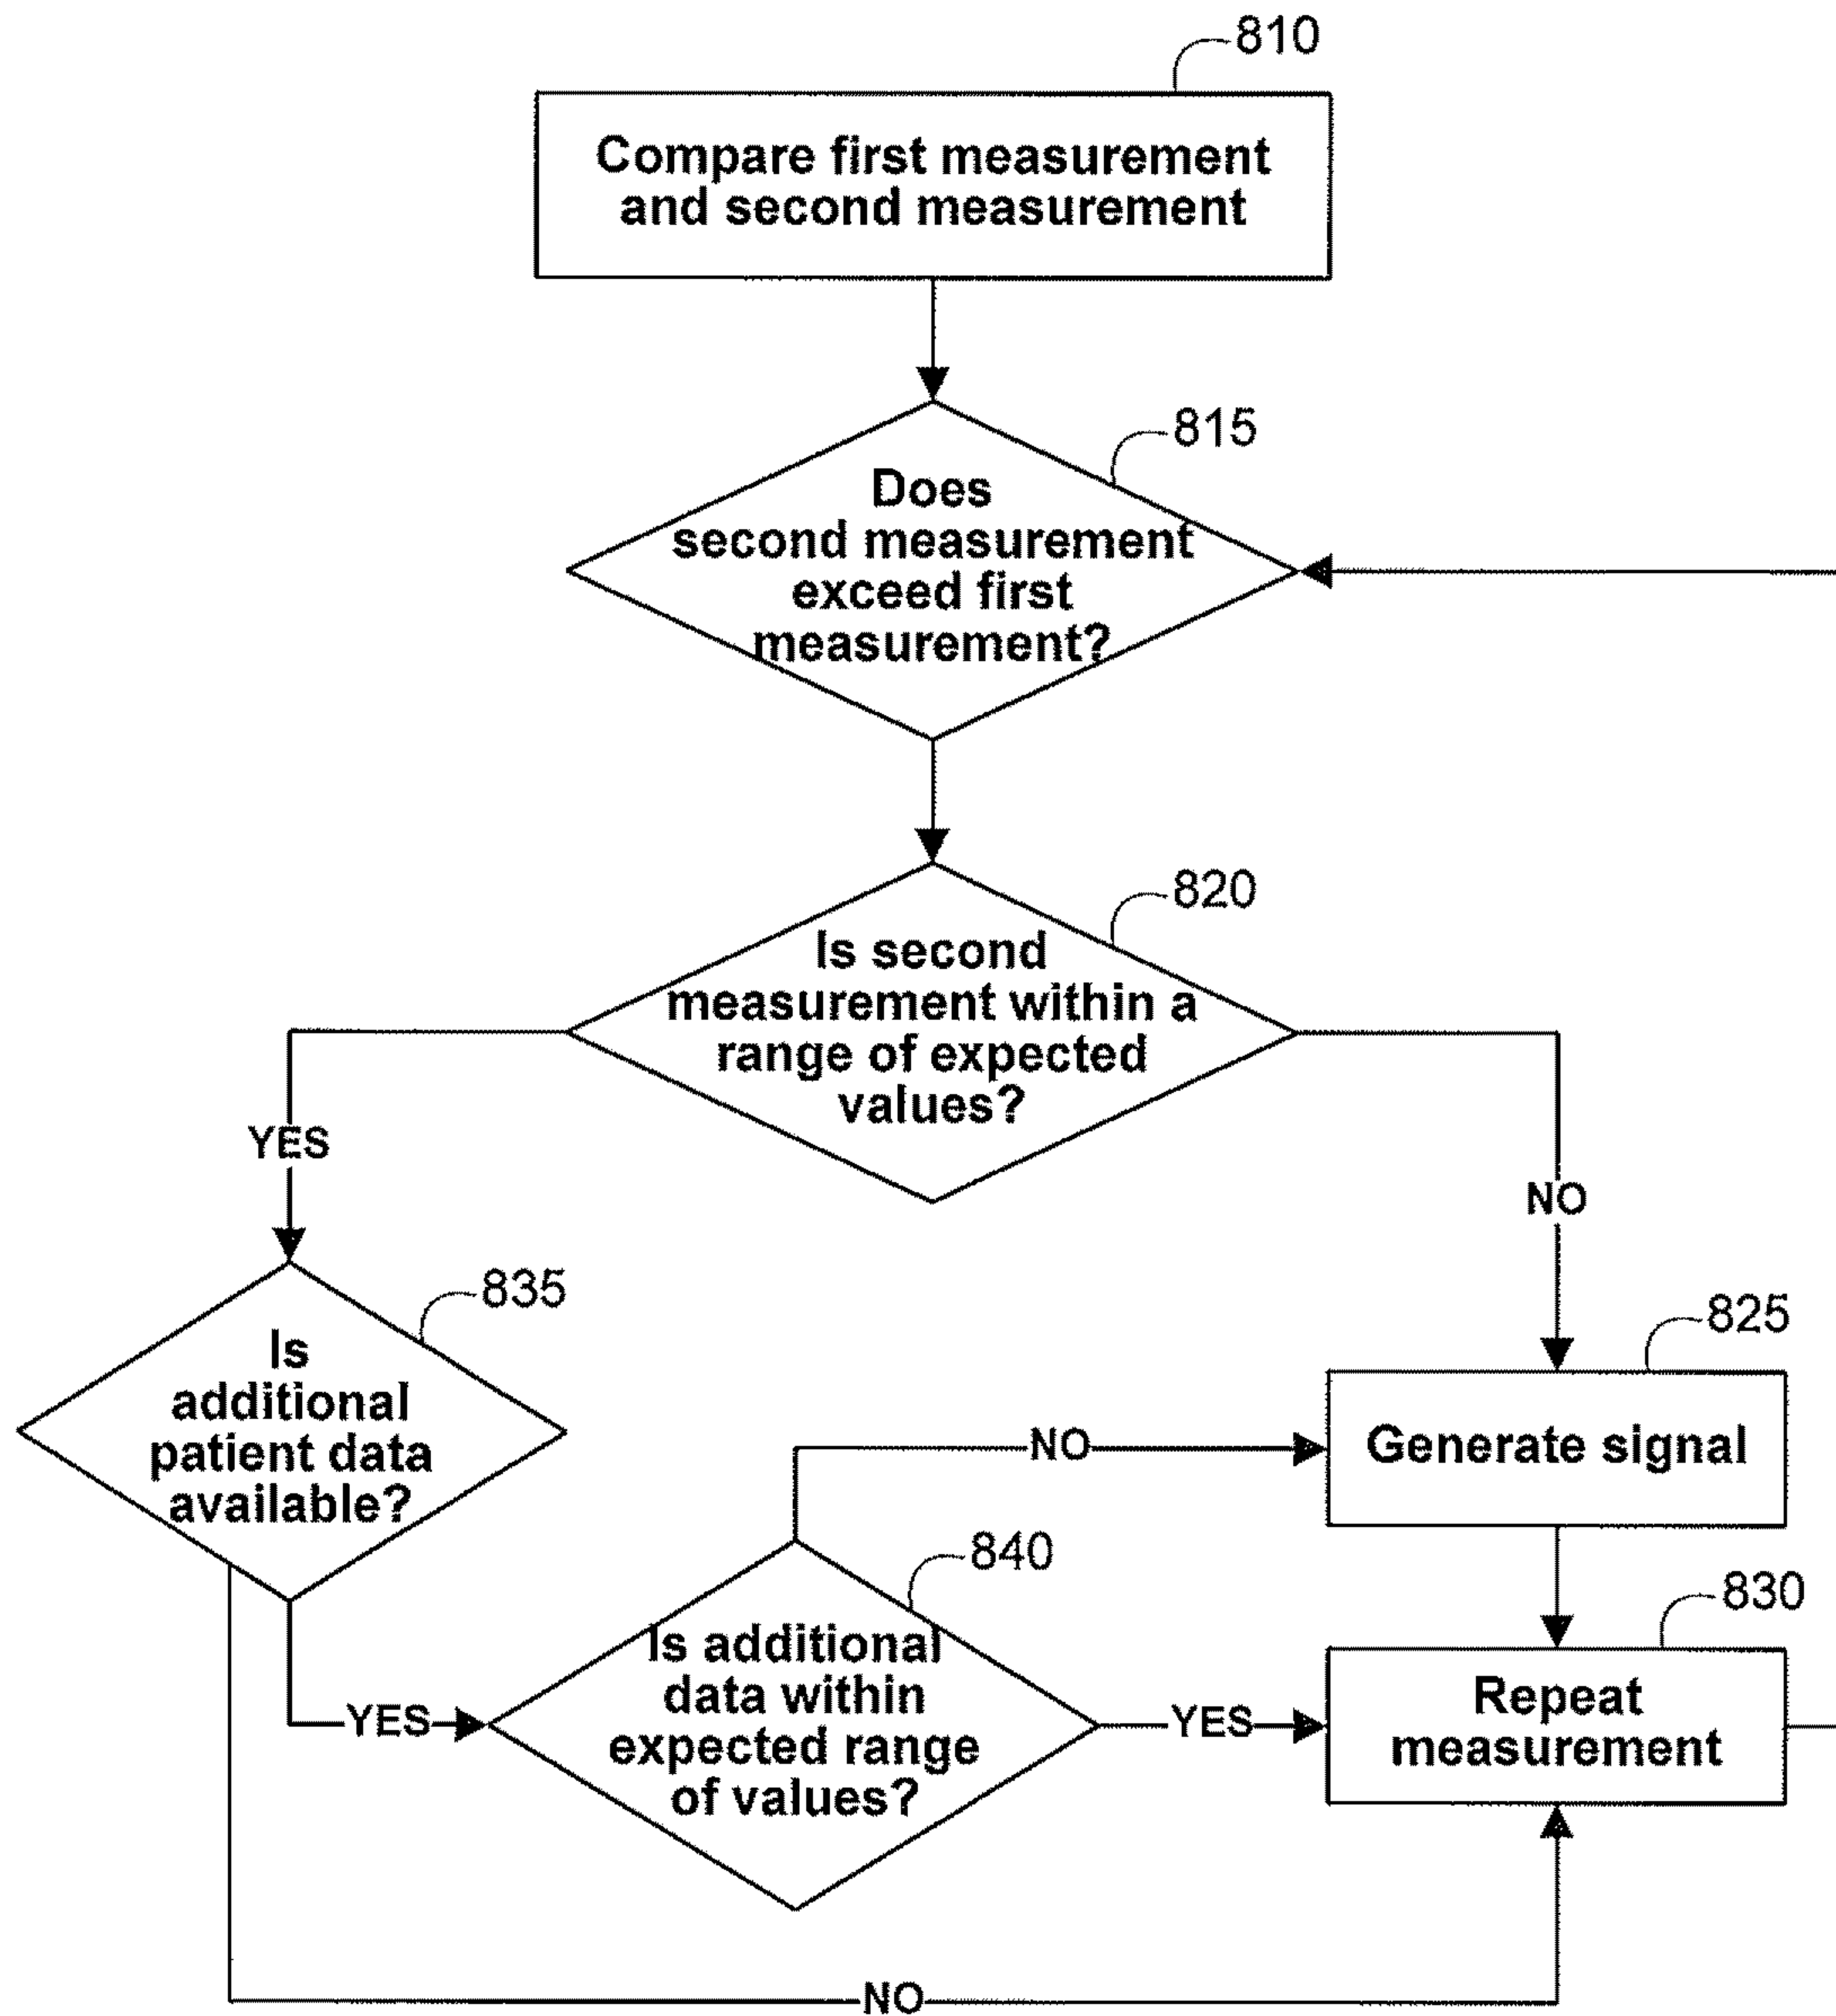 810
Compare first measurement
and second measurement
815
Does
second measurement
exceed first
measurement?
820
Is second
measurement within a
range of expected
values?
YES
NO
835
Is
additional
patient data
available?
825
Generate signal
NO
840
Is additional
data within
expected range
of values?
YES
YES
830
Repeat
measurement
NO